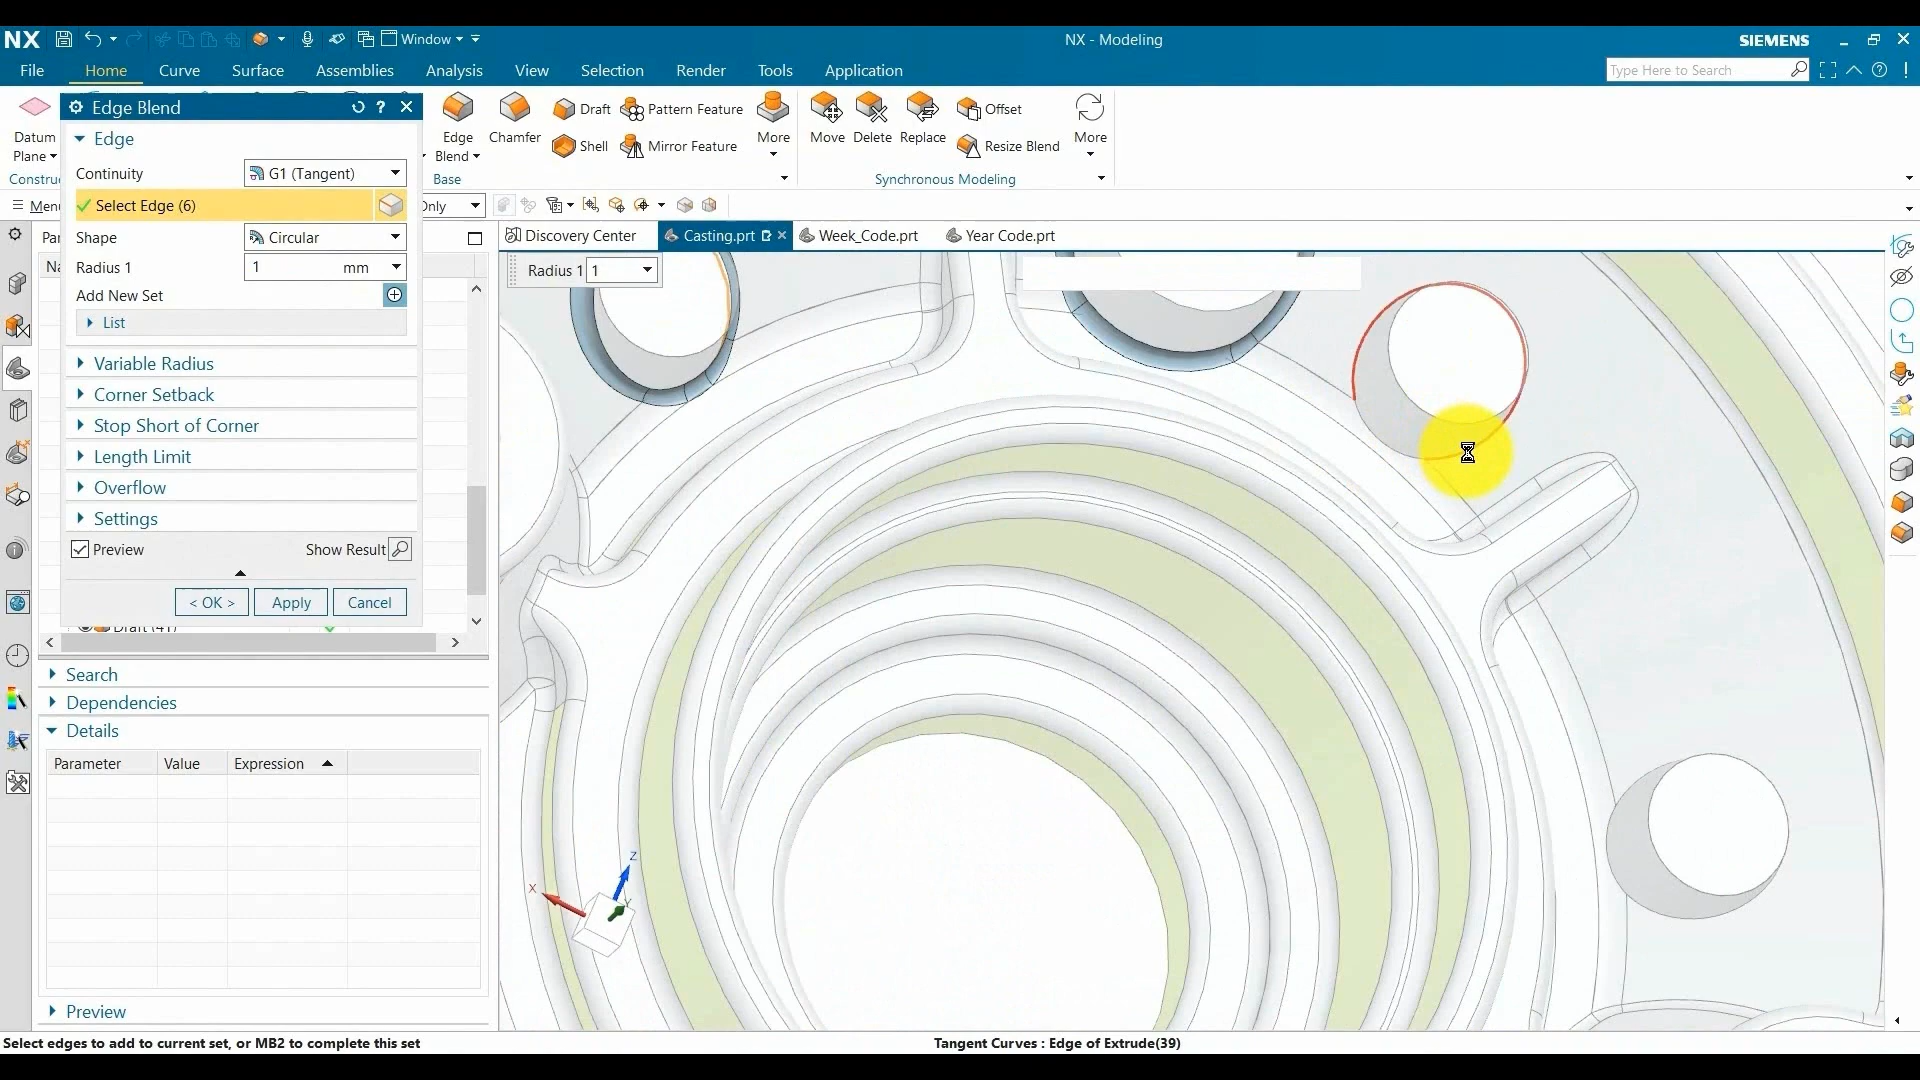 NX Window NX - Modeling SIEMENS
File Home Curve Surface Assemblies Analysis View Selection Render Tools Application Type Here to Search
Edge Blend
Datum Plane
Edge Blend
Chamfer
Draft
Shell
Pattern Feature
Mirror Feature
More
Move
Delete
Replace
Offset
Resize Blend
More
Base
Synchronous Modeling
Edge
Continuity G1 (Tangent)
Select Edge (6)
Shape Circular
Radius 1 1 mm
Add New Set
List
Variable Radius
Corner Setback
Stop Short of Corner
Length Limit
Overflow
Settings
Preview Show Result
< OK > Apply Cancel
Discovery Center Casting.prt Week_Code.prt Year Code.prt
Radius 1 1
Search
Dependencies
Details
Parameter Value Expression
Preview
X
Z
Y
Select edges to add to current set, or MB2 to complete this set
Tangent Curves : Edge of Extrude(39)